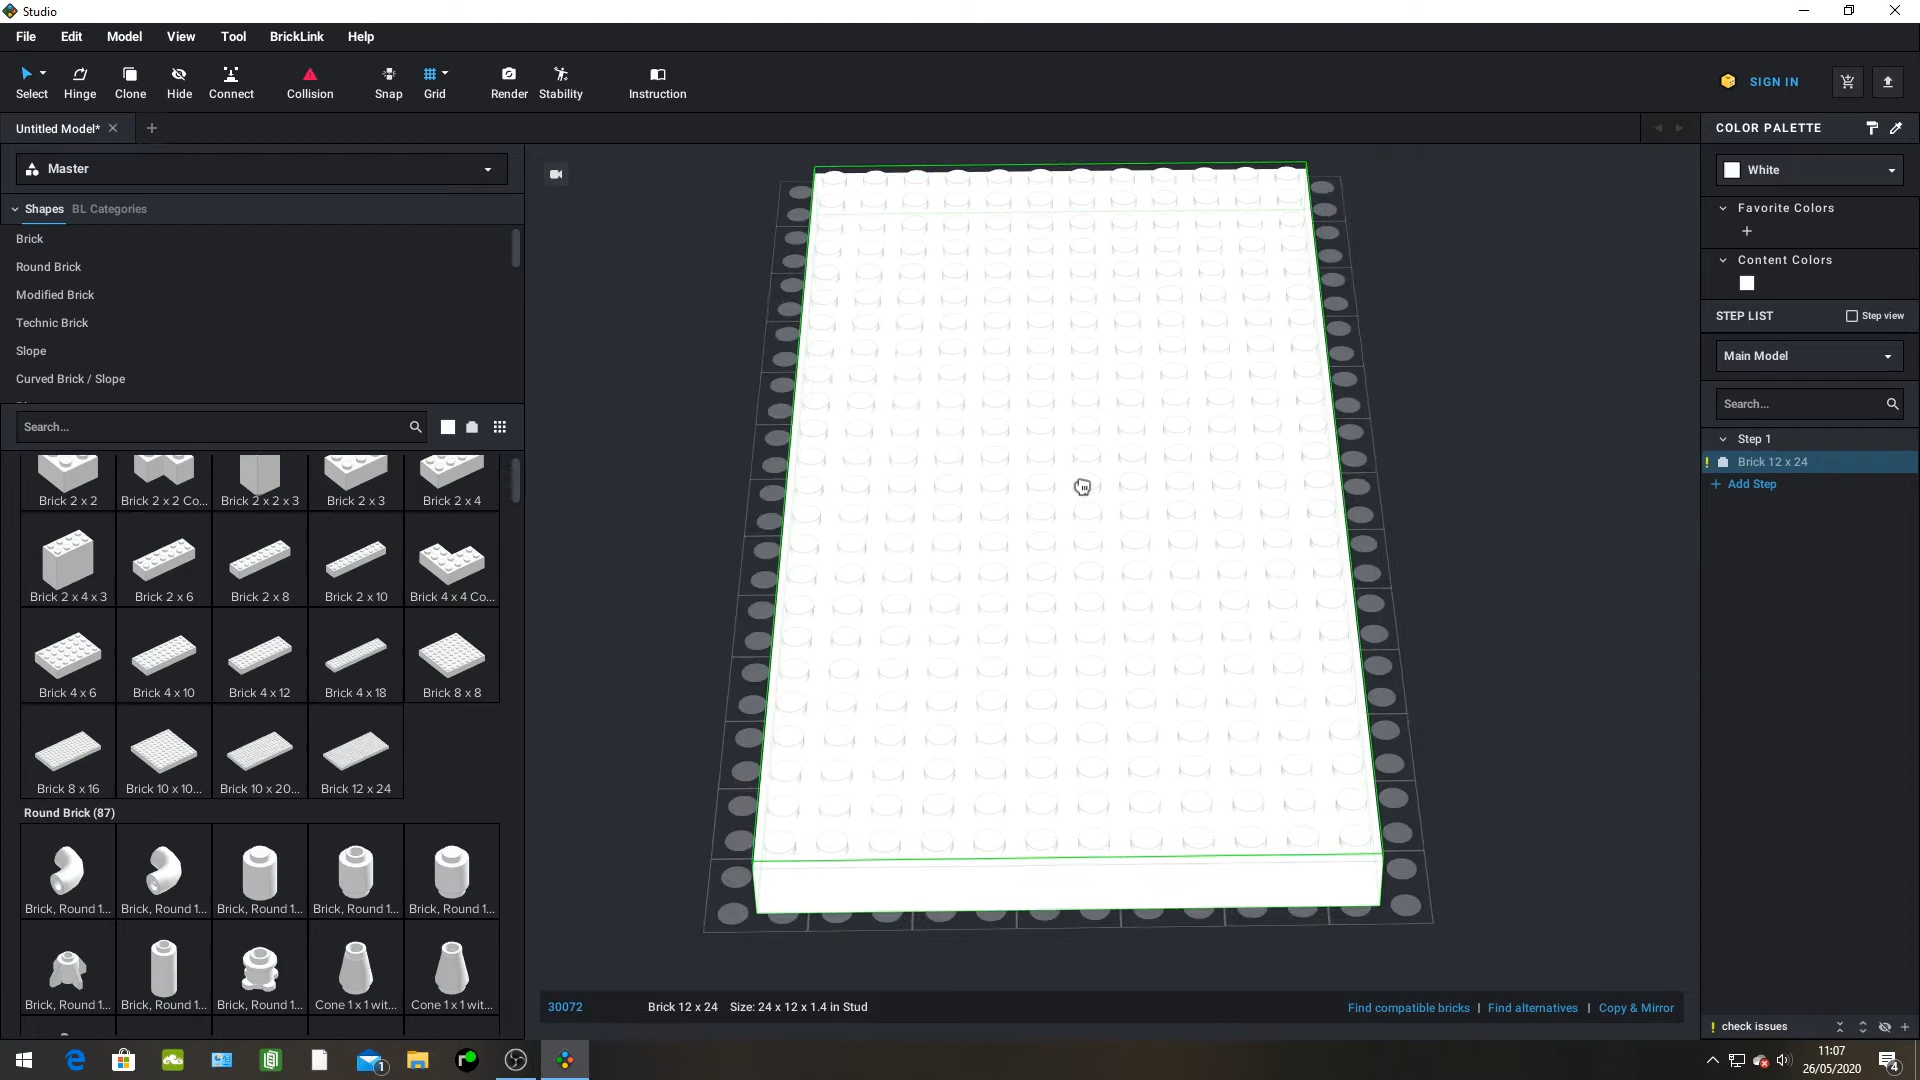 Studio
File Edit Model View Tool BrickLink Help
Select Hinge Clone Hide Connect Collision Snap Grid Render Stability Instruction
SIGN IN
Untitled Model*
COLOR PALETTE
Master
White
Shapes BL Categories
Favorite Colors
Brick
Round Brick
Content Colors
Modified Brick
Technic Brick
STEP LIST Step view
Slope
Main Model
Curved Brick / Slope
Search...
Search...
Step 1
Brick 12 x 24
Add Step
Brick 2 x 2 Brick 2 x 2 Co... Brick 2 x 2 x 3 Brick 2 x 3 Brick 2 x 4
Brick 2 x 4 x 3 Brick 2 x 6 Brick 2 x 8 Brick 2 x 10 Brick 4 x 4 Co...
Brick 4 x 6 Brick 4 x 10 Brick 4 x 12 Brick 4 x 18 Brick 8 x 8
Brick 8 x 16 Brick 10 x 10... Brick 10 x 20... Brick 12 x 24
Round Brick (87)
Brick, Round 1... Brick, Round 1... Brick, Round 1... Brick, Round 1... Brick, Round 1...
Brick, Round 1... Brick, Round 1... Brick, Round 1... Cone 1 x 1 wit... Cone 1 x 1 wit...
30072 Brick 12 x 24 Size: 24 x 12 x 1.4 in Stud Find compatible bricks | Find alternatives | Copy & Mirror
! check issues
1
11:07
26/05/2020
4